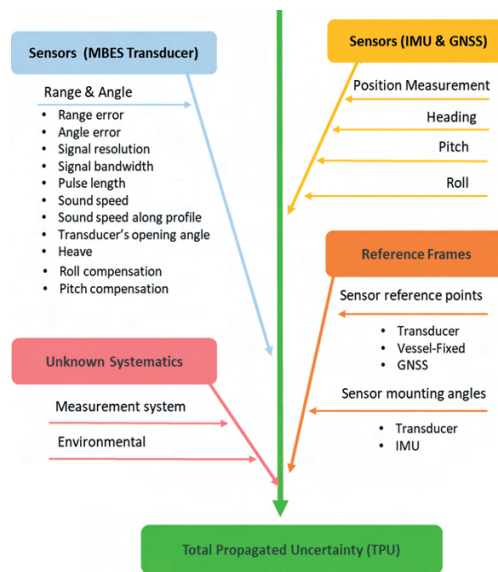 Sensors (MBES Transducer)
Range & Angle
• Range error
• Angle error
• Signal resolution
• Signal bandwidth
• Pulse length
• Sound speed
• Sound speed along profile
• Transducer's opening angle
• Heave
• Roll compensation
• Pitch compensation
Sensors (IMU & GNSS)
Position Measurement
Heading
Pitch
Roll
Reference Frames
Sensor reference points
• Transducer
• Vessel-Fixed
• GNSS
Sensor mounting angles
• Transducer
• IMU
Unknown Systematics
Measurement system
Environmental
Total Propagated Uncertainty (TPU)